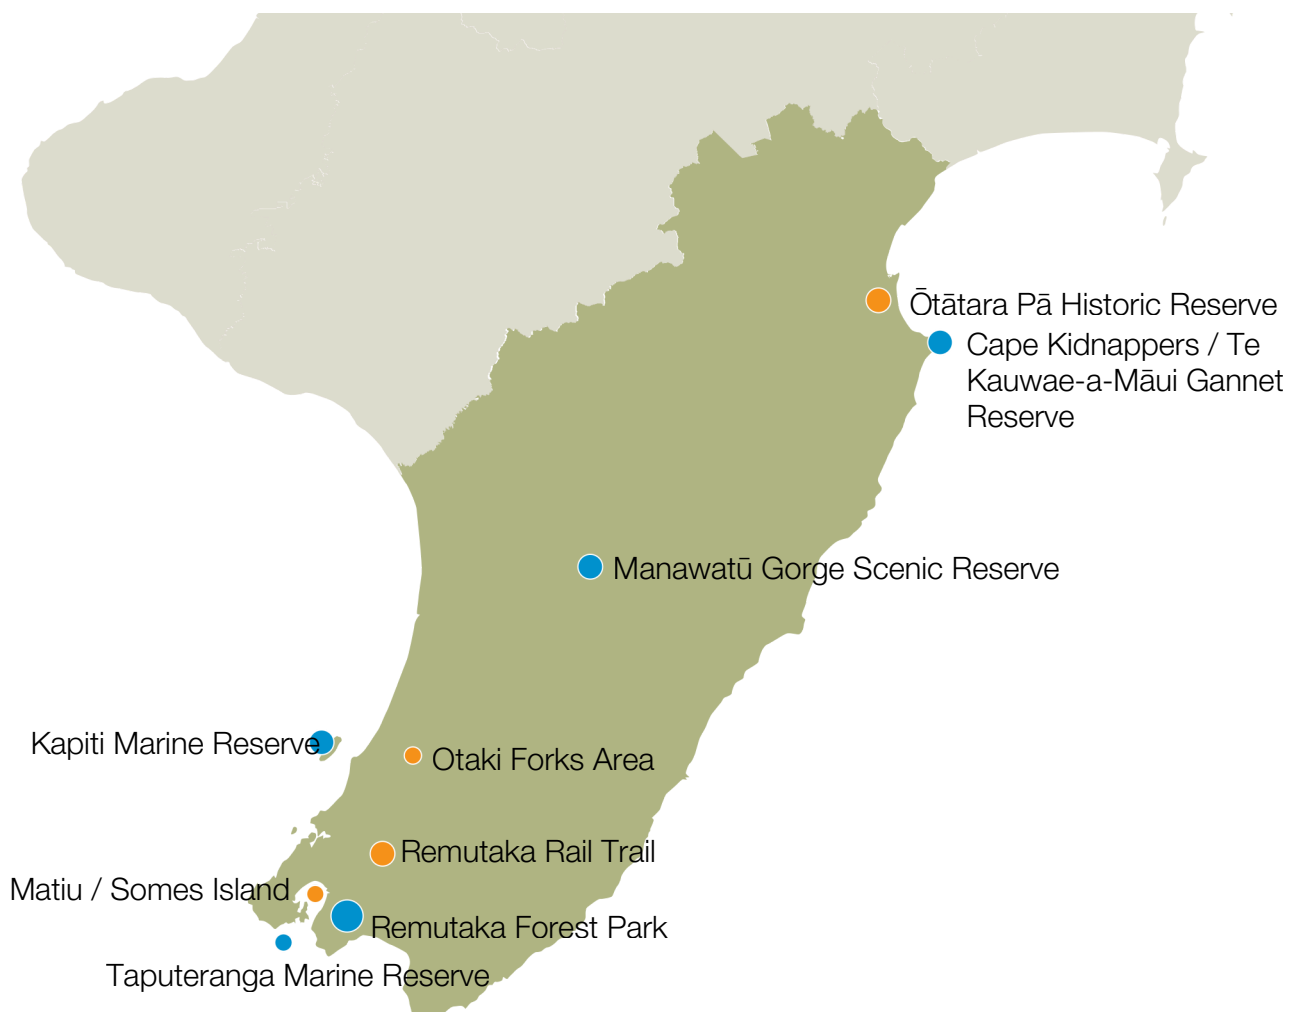 Ōtātara Pā Historic Reserve
Cape Kidnappers / Te
Kauwae-a-Māui Gannet
Reserve
Manawatū Gorge Scenic Reserve
Kapiti Marine Reserve
Otaki Forks Area
Remutaka Rail Trail
Matiu / Somes Island
Remutaka Forest Park
Taputeranga Marine Reserve